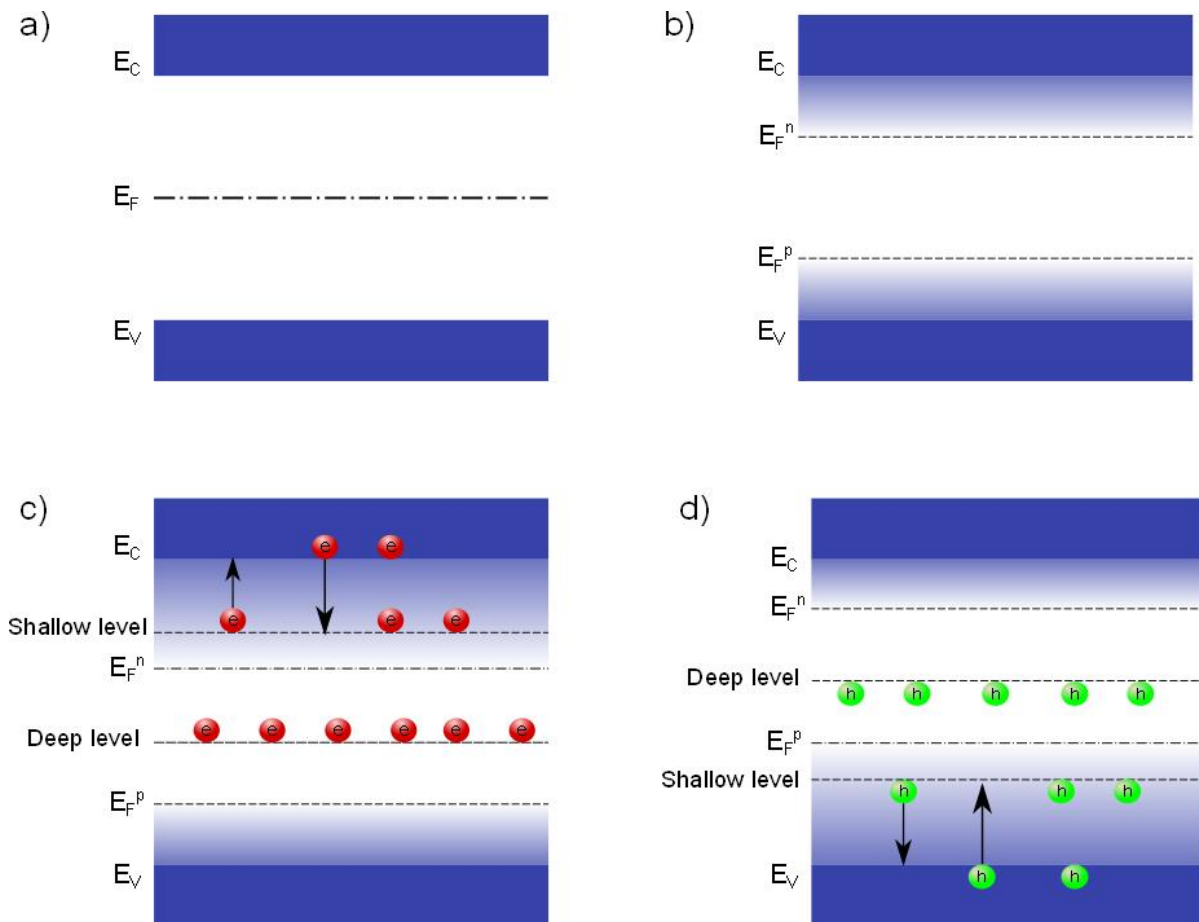 a)
E_C
E_F
E_V
b)
E_C
E_F^n
E_F^p
E_V
c)
E_C
e e
e e e
Shallow level
E_F^n
e e e e e e
Deep level
E_F^p
E_V
d)
E_C
E_F^n
Deep level
h h h h h
E_F^p
Shallow level
h h h
E_V
h h